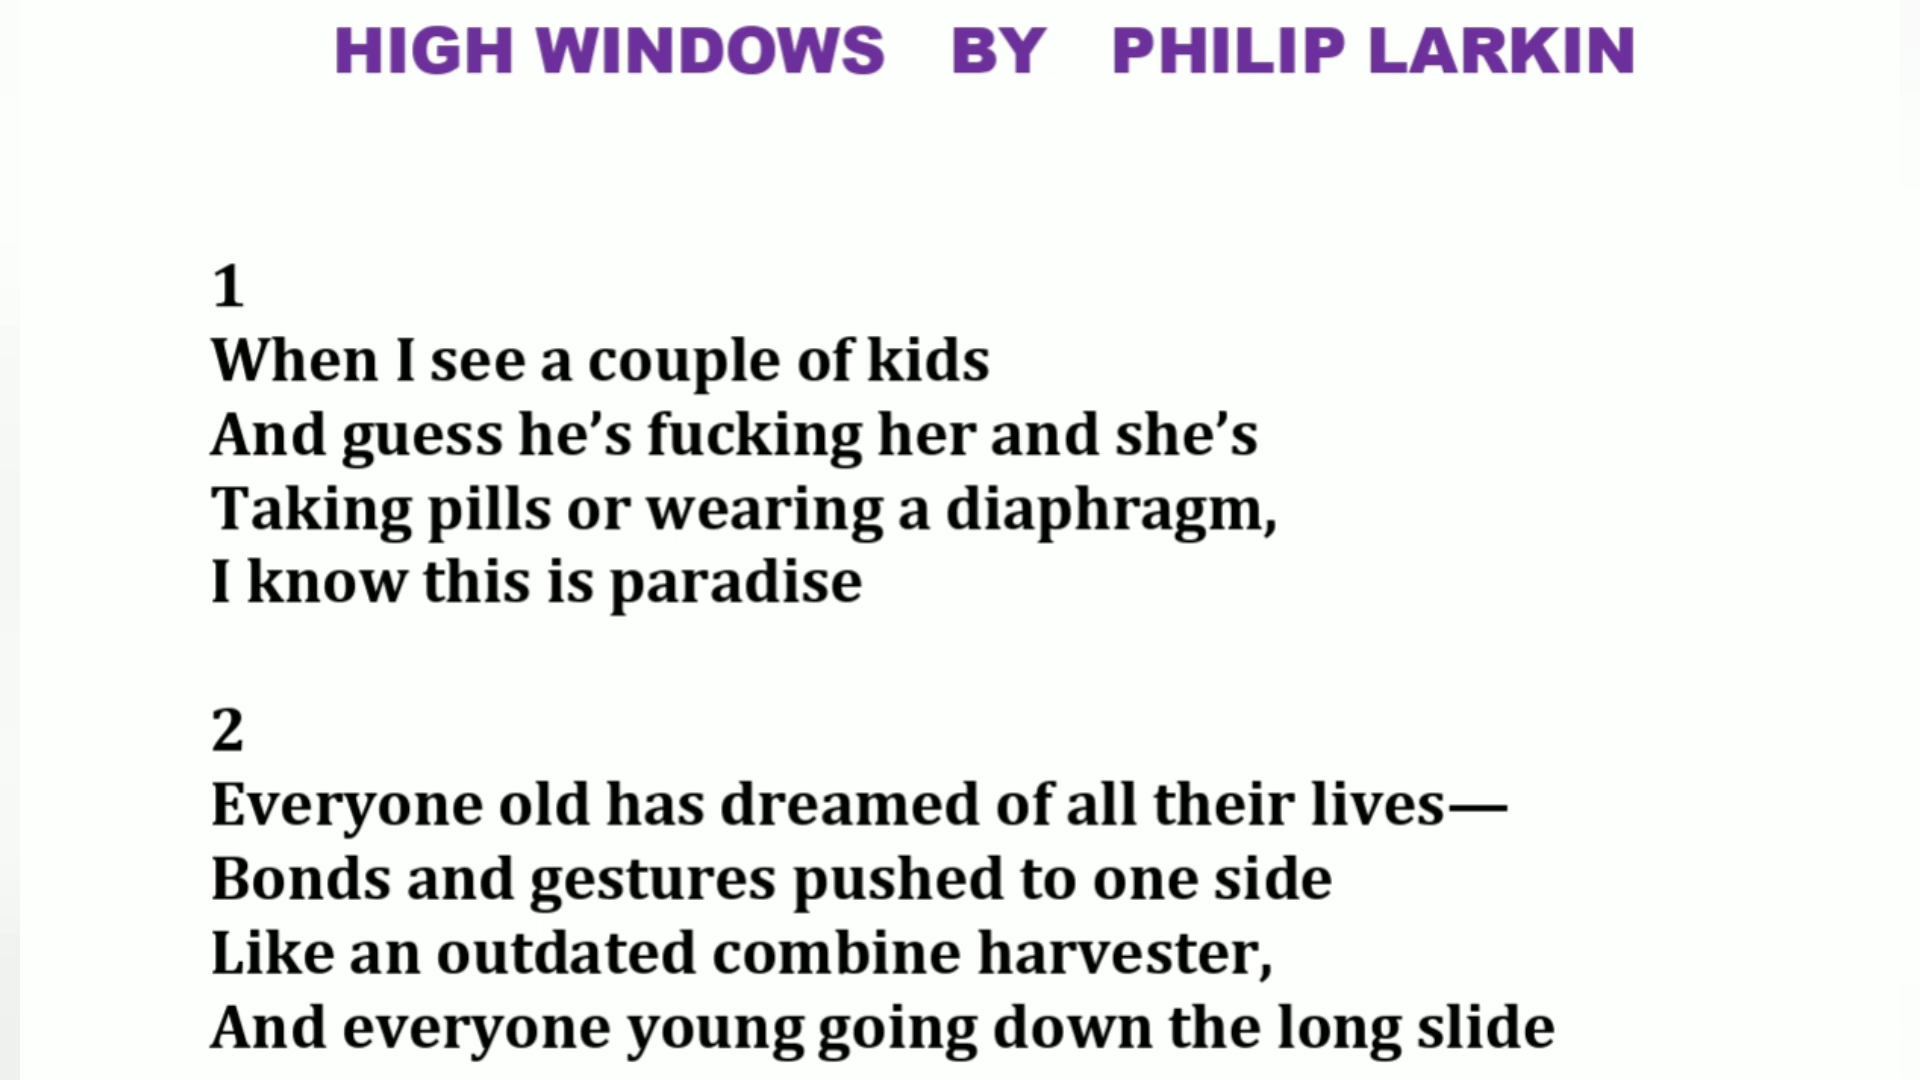 HIGH WINDOWS BY PHILIP LARKIN
1
When I see a couple of kids
And guess he’s fucking her and she’s
Taking pills or wearing a diaphragm,
I know this is paradise
2
Everyone old has dreamed of all their lives—
Bonds and gestures pushed to one side
Like an outdated combine harvester,
And everyone young going down the long slide